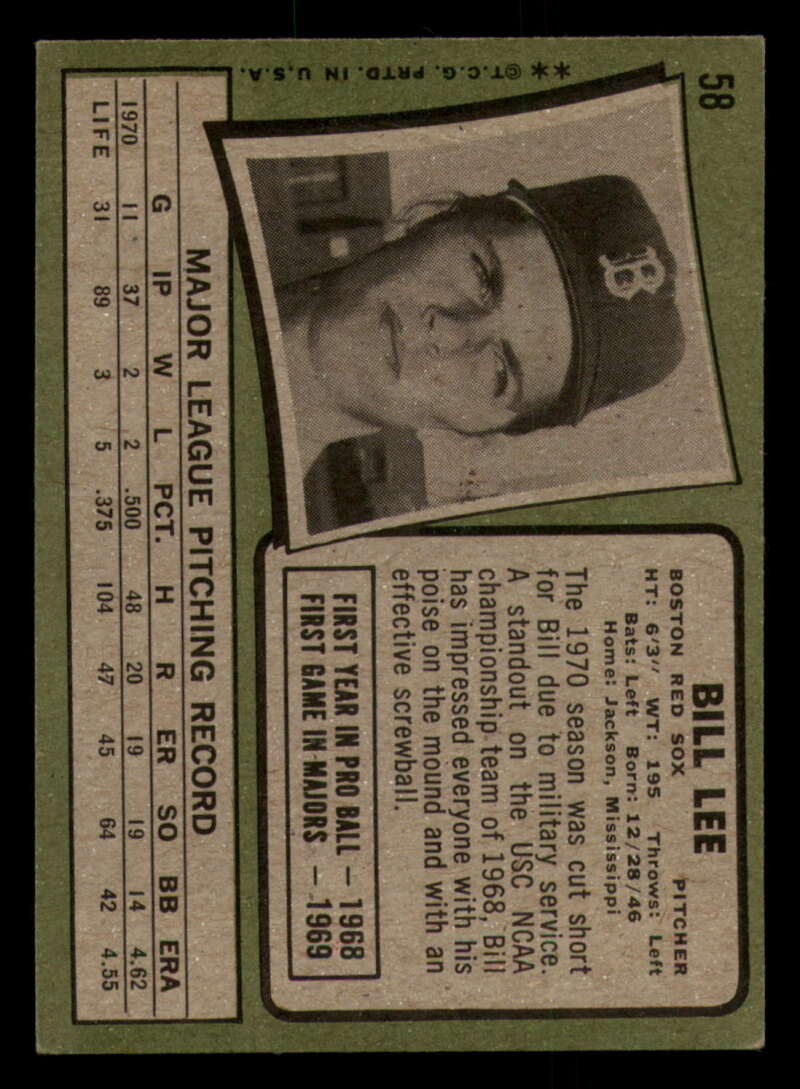 58
B
BILL LEE
BOSTON RED SOX PITCHER
HT: 6'3" WT: 195 Throws: Left
Bats: Left Born: 12/28/46
Home: Jackson, Mississippi
The 1970 season was cut short
for Bill due to military service.
A standout on the USC NCAA
championship team of 1968, Bill
has impressed everyone with his
poise on the mound and with an
effective screwball.
FIRST YEAR IN PRO BALL — 1968
FIRST GAME IN MAJORS — 1969
MAJOR LEAGUE PITCHING RECORD
G IP W L PCT. H R ER SO BB ERA
1970 11 37 2 2 .500 48 20 19 19 14 4.62
LIFE 31 89 3 5 .375 104 47 45 64 42 4.55
**©T.C.G. PRTD. IN U.S.A.